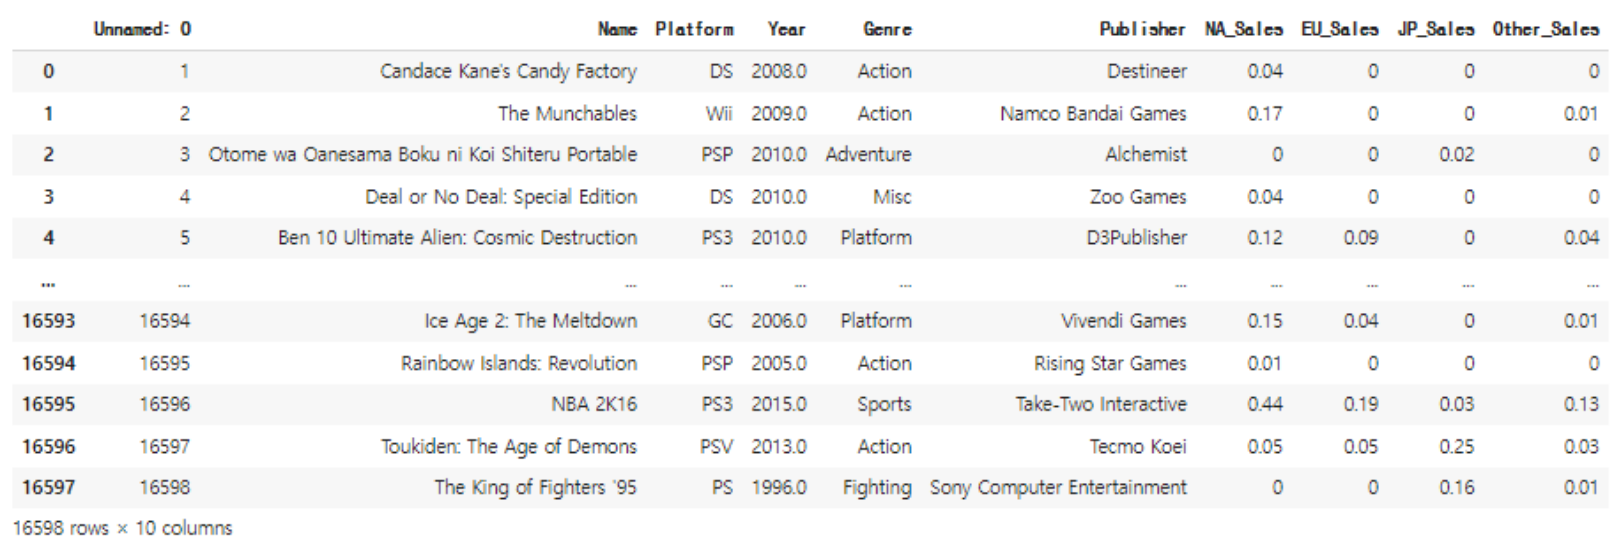 Unnamed: 0 Name Platform Year Genre Publisher NA_Sales EU_Sales JP_Sales Other_Sales
0 1 Candace Kane's Candy Factory DS 2008.0 Action Destineer 0.04 0 0 0
1 2 The Munchables Wii 2009.0 Action Namco Bandai Games 0.17 0 0 0.01
2 3 Otome wa Oanesama Boku ni Koi Shiteru Portable PSP 2010.0 Adventure Alchemist 0 0 0.02 0
3 4 Deal or No Deal: Special Edition DS 2010.0 Misc Zoo Games 0.04 0 0 0
4 5 Ben 10 Ultimate Alien: Cosmic Destruction PS3 2010.0 Platform D3Publisher 0.12 0.09 0 0.04
... ... ... ... ... ... ... ... ... ... ...
16593 16594 Ice Age 2: The Meltdown GC 2006.0 Platform Vivendi Games 0.15 0.04 0 0.01
16594 16595 Rainbow Islands: Revolution PSP 2005.0 Action Rising Star Games 0.01 0 0 0
16595 16596 NBA 2K16 PS3 2015.0 Sports Take-Two Interactive 0.44 0.19 0.03 0.13
16596 16597 Toukiden: The Age of Demons PSV 2013.0 Action Tecmo Koei 0.05 0.05 0.25 0.03
16597 16598 The King of Fighters '95 PS 1996.0 Fighting Sony Computer Entertainment 0 0 0.16 0.01
16598 rows × 10 columns